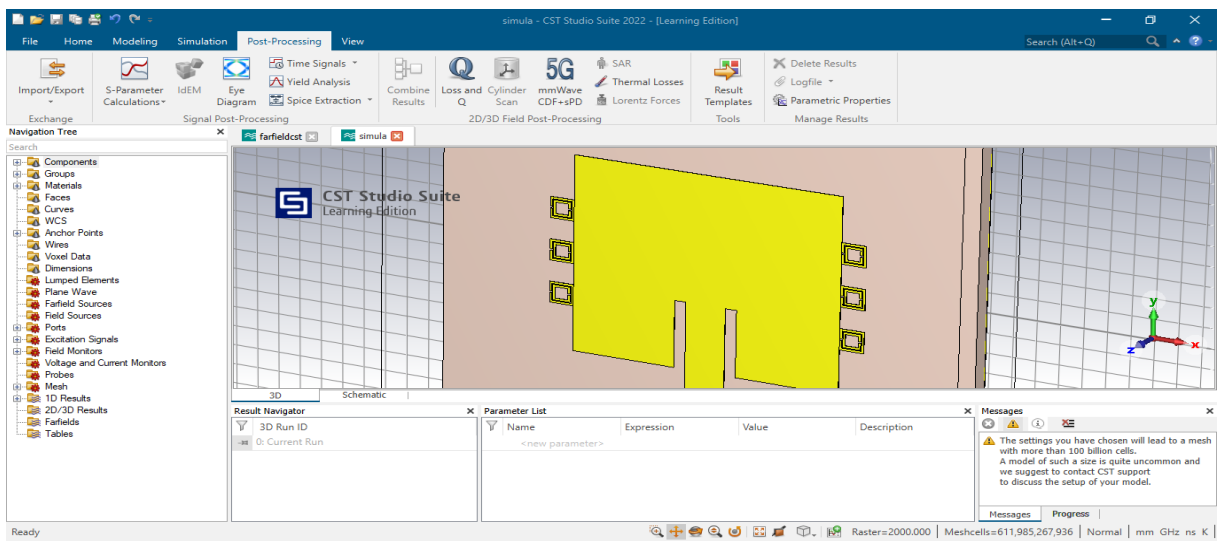 simula - CST Studio Suite 2022 - [Learning Edition]
File Home Modeling Simulation Post-Processing View Search (Alt+Q)
Import/Export
S-Parameter Calculations
IdEM
Eye Diagram
Time Signals
Yield Analysis
Spice Extraction
Combine Results
Loss and Q
Cylinder Scan
5G
mmWave CDF+sPD
SAR
Thermal Losses
Lorentz Forces
Result Templates
Delete Results
Logfile
Parametric Properties
Exchange Signal Post-Processing 2D/3D Field Post-Processing Tools Manage Results
Navigation Tree
Search
Components
Groups
Materials
Faces
Curves
WCS
Anchor Points
Wires
Voxel Data
Dimensions
Lumped Elements
Plane Wave
Farfield Sources
Field Sources
Ports
Excitation Signals
Field Monitors
Voltage and Current Monitors
Probes
Mesh
1D Results
2D/3D Results
Farfields
Tables
farfieldcst simula
CST Studio Suite
Learning Edition
y
x
z
3D Schematic
Result Navigator
3D Run ID
0: Current Run
Parameter List
Name Expression Value Description
<new parameter>
Messages
The settings you have chosen will lead to a mesh
with more than 100 billion cells.
A model of such a size is quite uncommon and
we suggest to contact CST support
to discuss the setup of your model.
Messages Progress
Ready Raster=2000.000 Meshcells=611,985,267,936 Normal mm GHz ns K